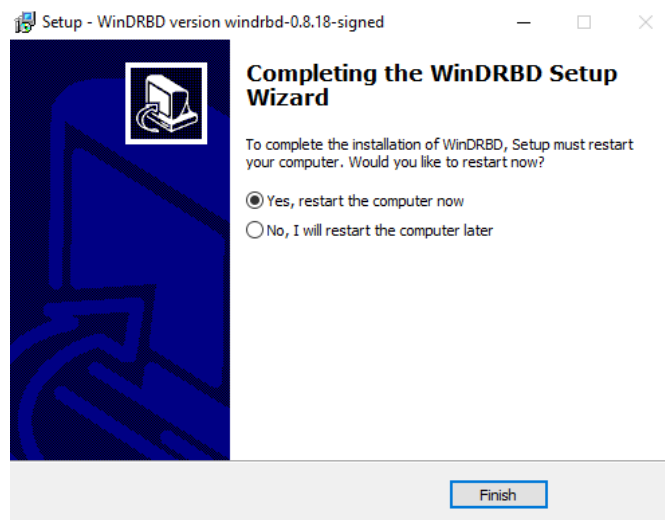 Setup - WinDRBD version windrbd-0.8.18-signed
Completing the WinDRBD Setup
Wizard
To complete the installation of WinDRBD, Setup must restart
your computer. Would you like to restart now?
Yes, restart the computer now
No, I will restart the computer later
Finish